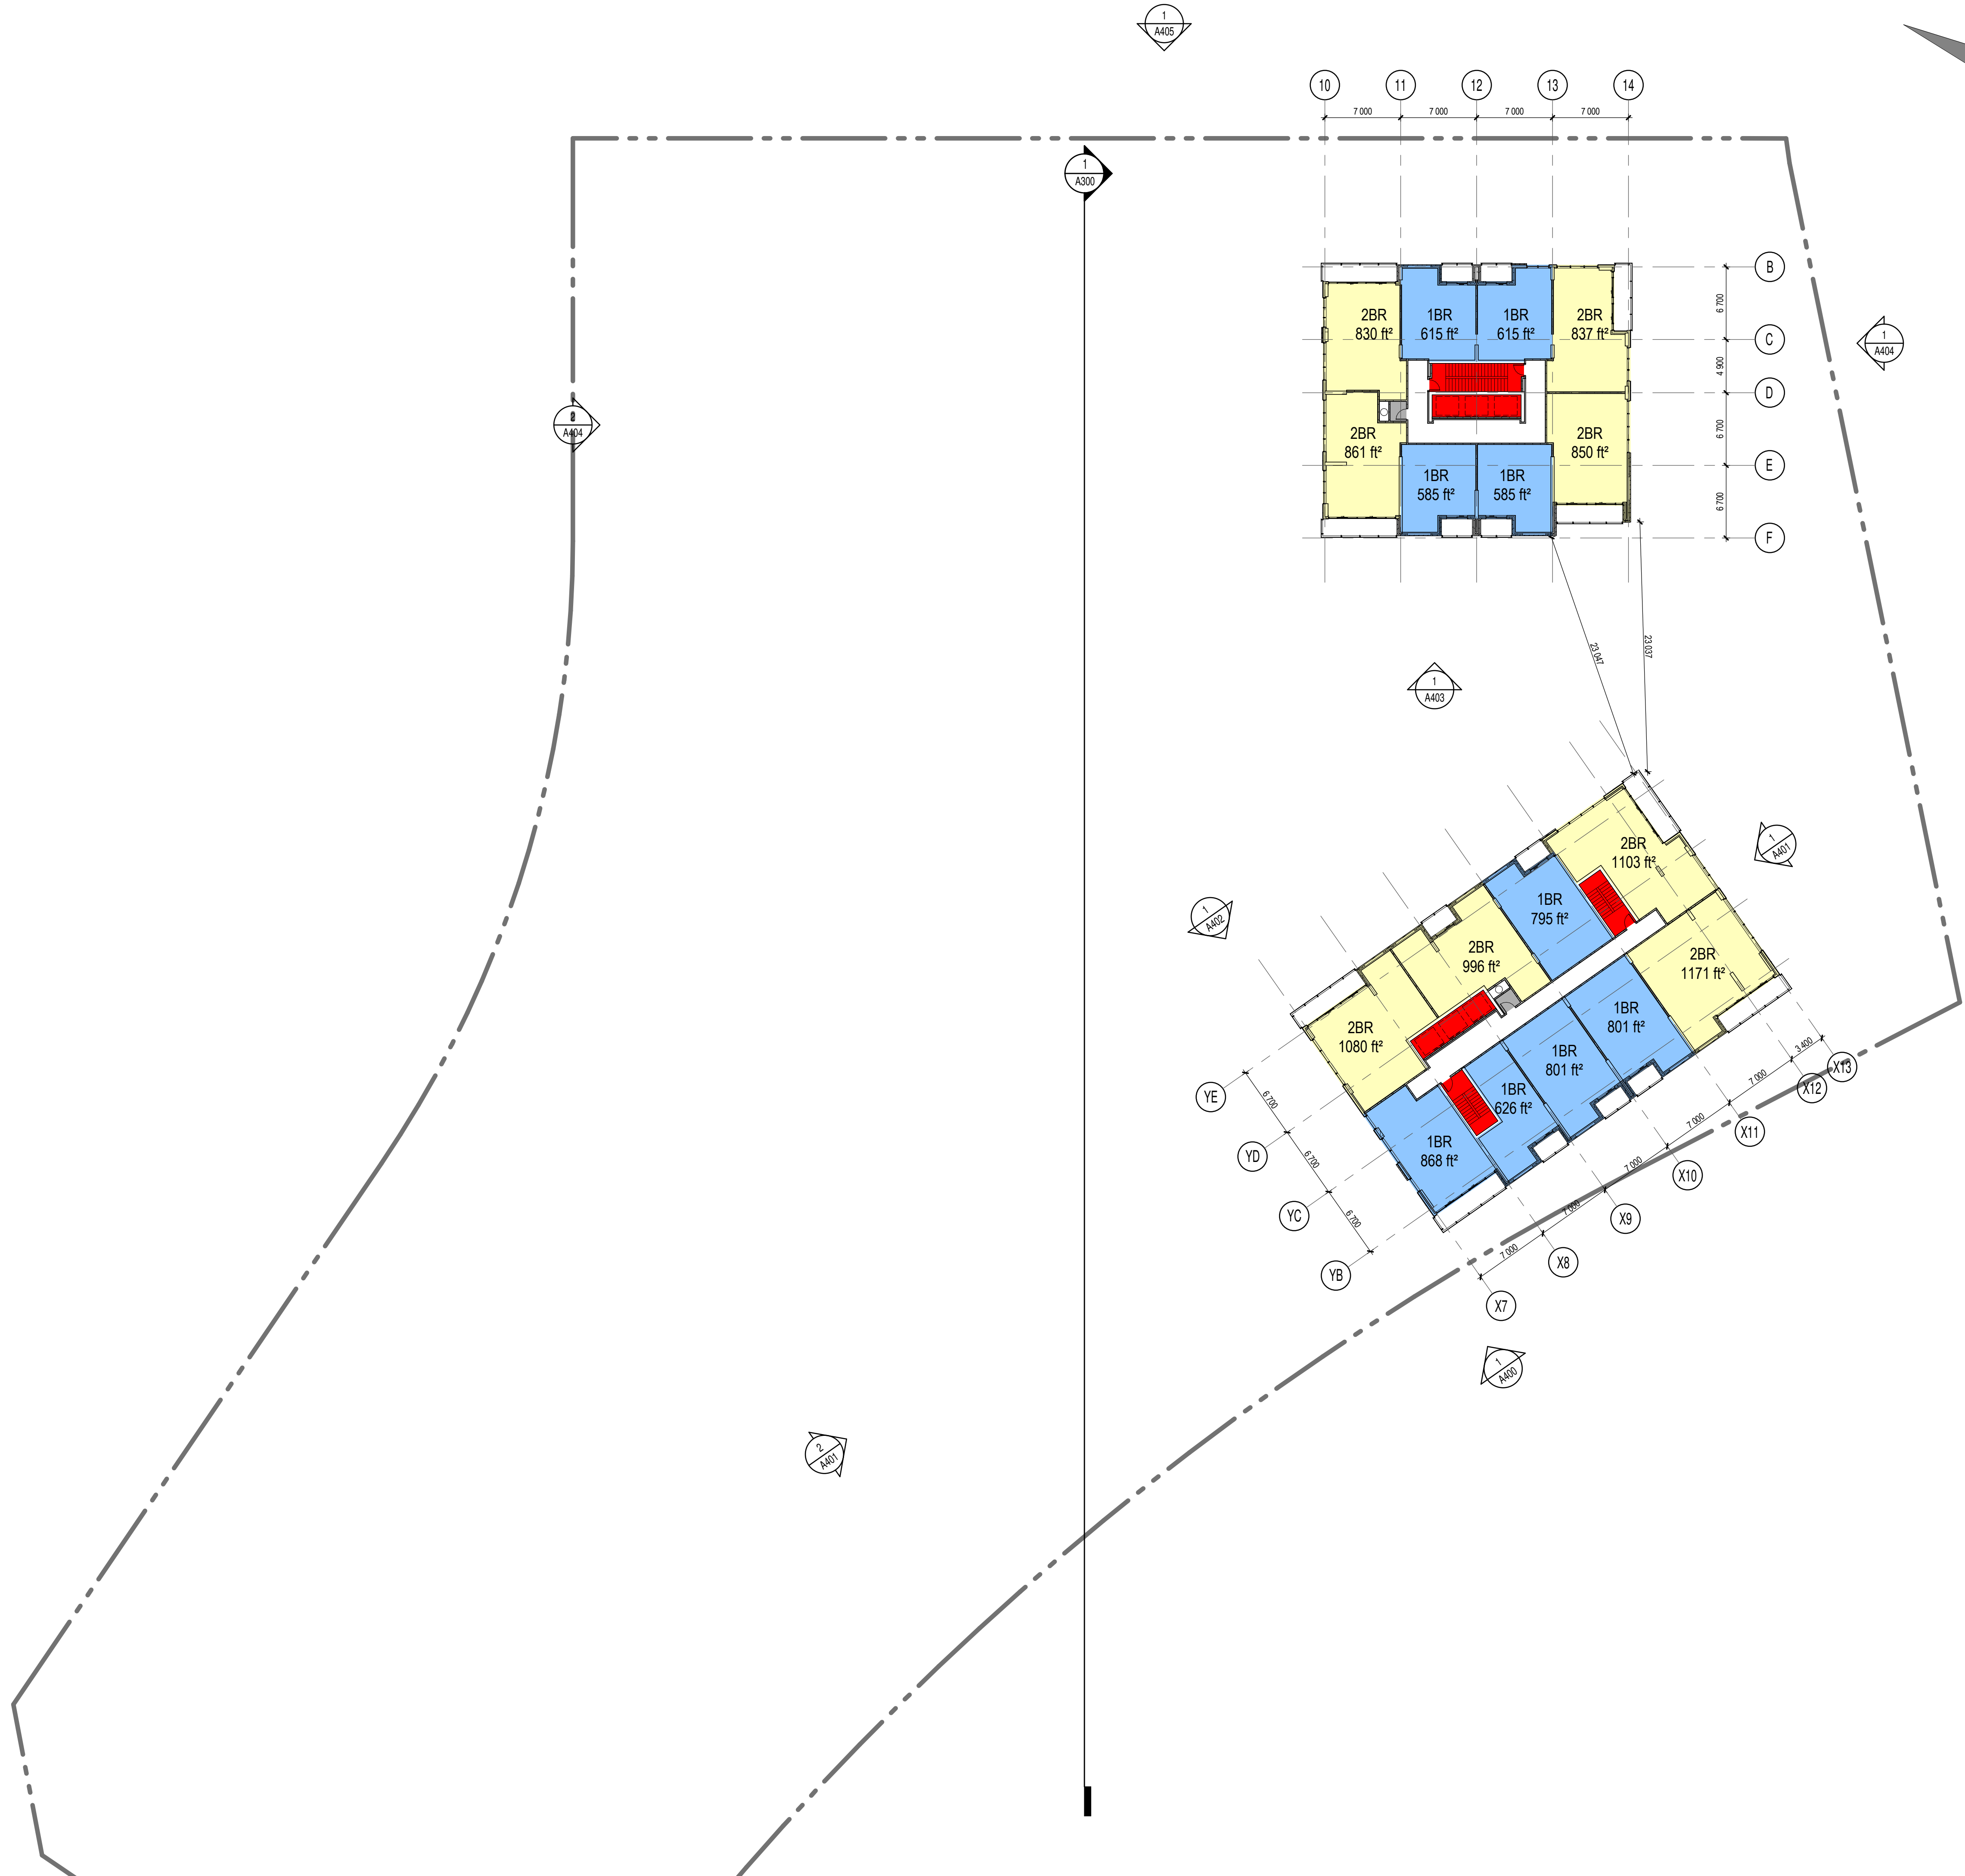 1
A405
10
11
12
13
14
7 000
7 000
7 000
7 000
1
A300
B
6 700
2BR
830 ft²
1BR
615 ft²
1BR
615 ft²
2BR
837 ft²
C
1
A404
4 900
D
A404
6 700
2BR
861 ft²
2BR
850 ft²
E
1BR
585 ft²
1BR
585 ft²
6 700
F
23 047
23 037
1
A403
2BR
1103 ft²
1
A401
1
A402
1BR
795 ft²
2BR
996 ft²
2BR
1171 ft²
2BR
1080 ft²
1BR
801 ft²
1BR
801 ft²
1BR
626 ft²
1BR
868 ft²
3 400
X13
7 000
X12
7 000
X11
7 000
X10
7 000
X9
7 000
X8
X7
YE
6 700
YD
6 700
YC
6 700
YB
1
A400
2
A401